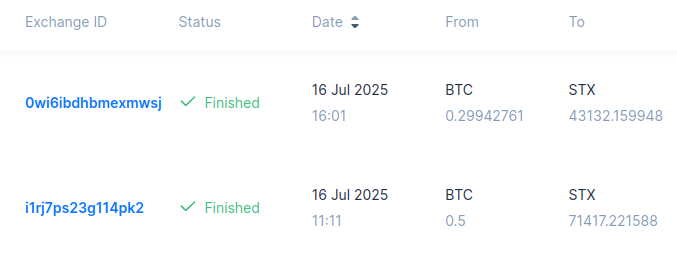 Exchange ID Status Date From To
0wi6ibdhbmexmwsj Finished 16 Jul 2025 BTC STX
16:01 0.29942761 43132.159948
i1rj7ps23g114pk2 Finished 16 Jul 2025 BTC STX
11:11 0.5 71417.221588